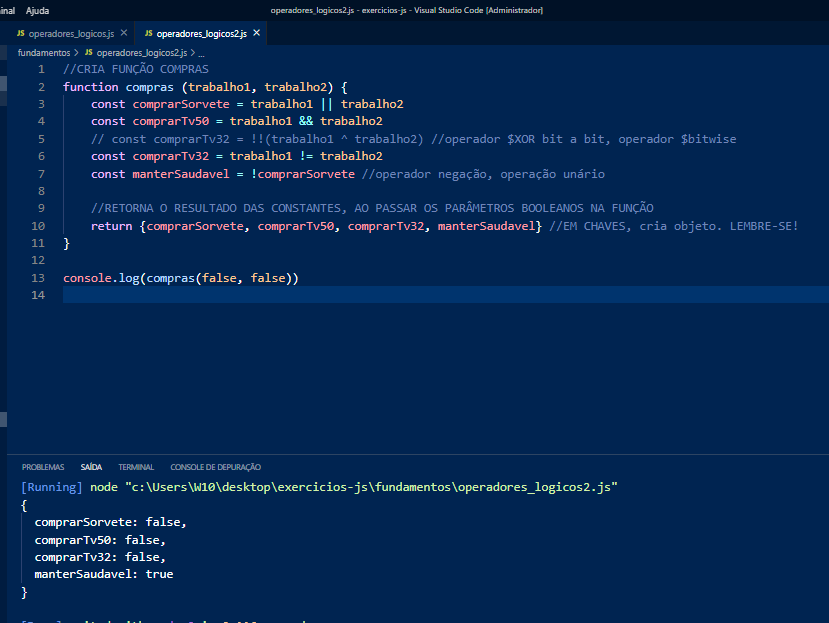 inal Ajuda operadores_logicos2.js - exercicios-js - Visual Studio Code [Administrador]
JS operadores_logicos.js × JS operadores_logicos2.js ×
fundamentos > JS operadores_logicos2.js > ...
1 //CRIA FUNÇÃO COMPRAS
2 function compras (trabalho1, trabalho2) {
3 const comprarSorvete = trabalho1 || trabalho2
4 const comprarTv50 = trabalho1 && trabalho2
5 // const comprarTv32 = !!(trabalho1 ^ trabalho2) //operador $XOR bit a bit, operador $bitwise
6 const comprarTv32 = trabalho1 != trabalho2
7 const manterSaudavel = !comprarSorvete //operador negação, operação unário
8
9 //RETORNA O RESULTADO DAS CONSTANTES, AO PASSAR OS PARÂMETROS BOOLEANOS NA FUNÇÃO
10 return {comprarSorvete, comprarTv50, comprarTv32, manterSaudavel} //EM CHAVES, cria objeto. LEMBRE-SE!
11 }
12
13 console.log(compras(false, false))
14
PROBLEMAS SAÍDA TERMINAL CONSOLE DE DEPURAÇÃO
[Running] node "c:\Users\W10\desktop\exercicios-js\fundamentos\operadores_logicos2.js"
{
comprarSorvete: false,
comprarTv50: false,
comprarTv32: false,
manterSaudavel: true
}